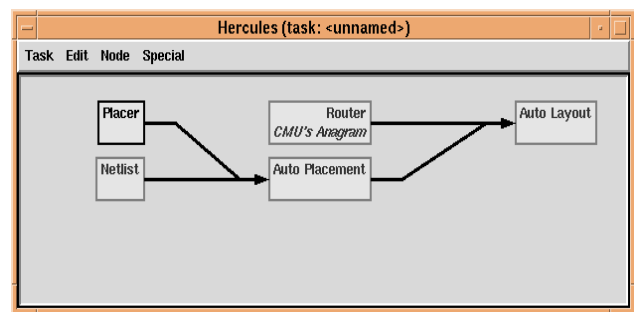 Hercules (task: <unnamed>)
Task Edit Node Special
Placer
Router
CMU's Anagram
Auto Layout
Netlist
Auto Placement